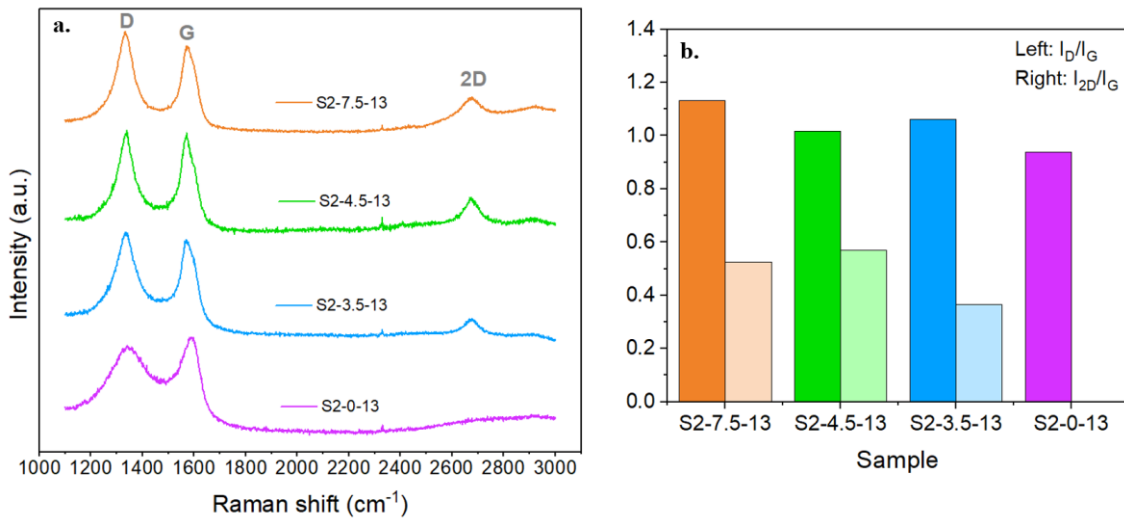 a.
D
G
2D
S2-7.5-13
S2-4.5-13
S2-3.5-13
S2-0-13
Intensity (a.u.)
1000 1200 1400 1600 1800 2000 2200 2400 2600 2800 3000
Raman shift (cm⁻¹)
b.
Left: I_D/I_G
Right: I_2D/I_G
1.4
1.2
1.0
0.8
0.6
0.4
0.2
0.0
S2-7.5-13 S2-4.5-13 S2-3.5-13 S2-0-13
Sample